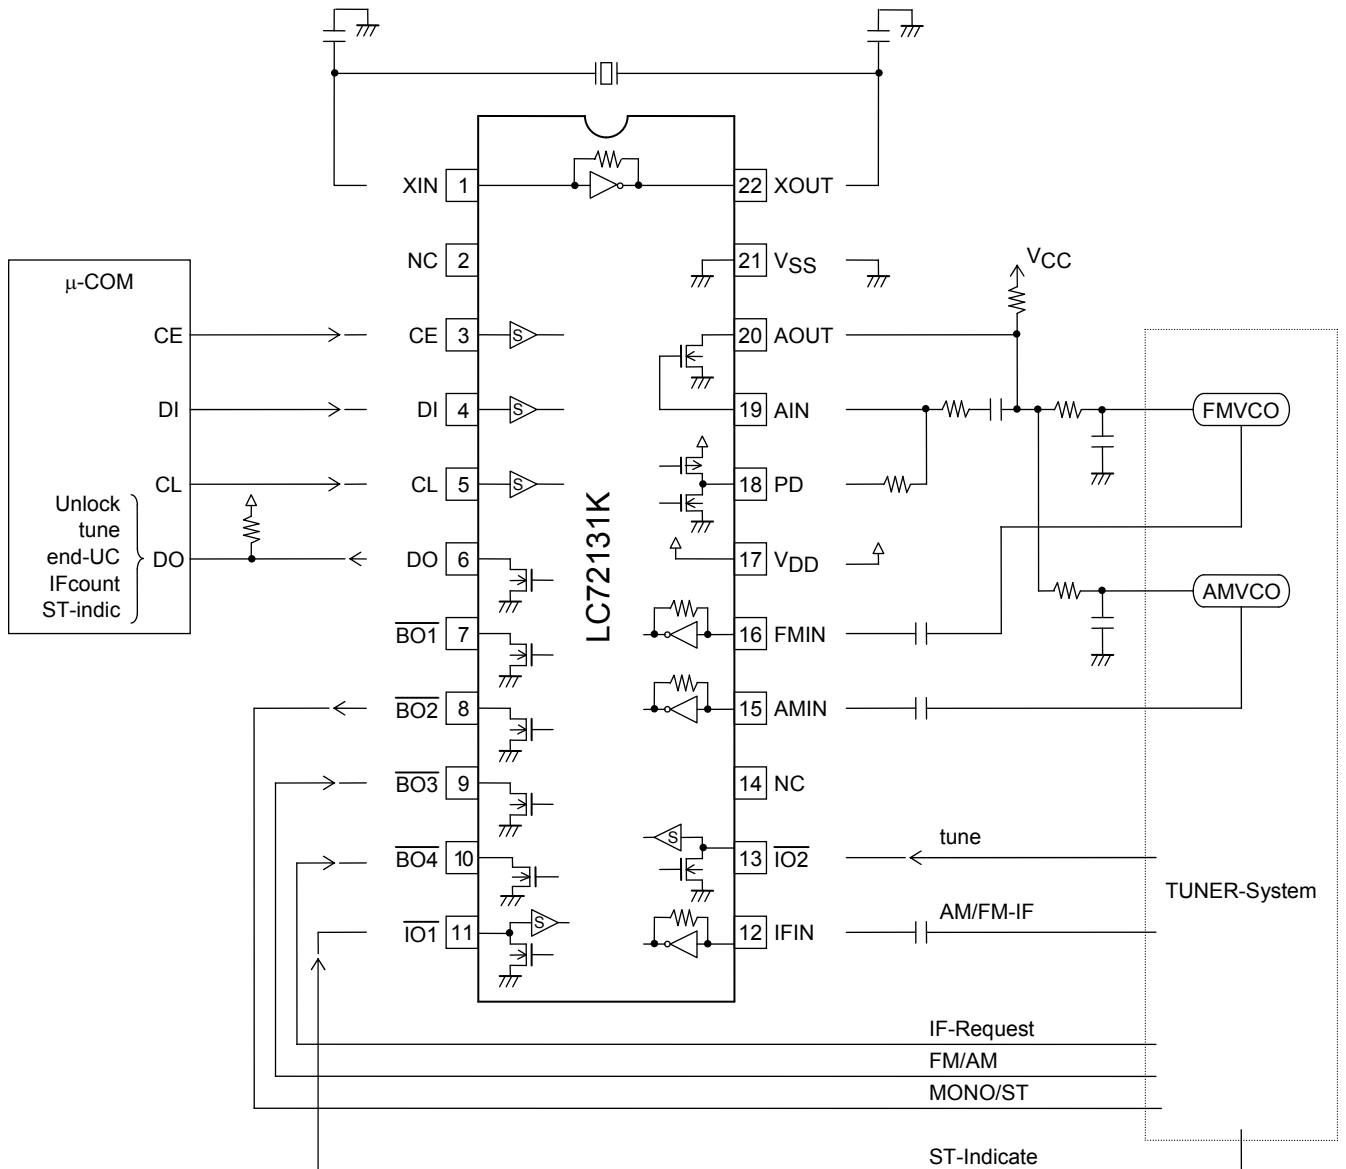 XIN 1
22 XOUT
NC 2
21 VSS
VCC
μ-COM
CE
CE 3
S
20 AOUT
DI
DI 4
S
19 AIN
FMVCO
CL
CL 5
S
18 PD
Unlock
tune
end-UC
IFcount
ST-indic
DO
DO 6
17 VDD
AMVCO
LC72131K
BO1 7
16 FMIN
BO2 8
15 AMIN
BO3 9
14 NC
BO4 10
S
13 IO2
tune
TUNER-System
IO1 11
S
12 IFIN
AM/FM-IF
IF-Request
FM/AM
MONO/ST
ST-Indicate